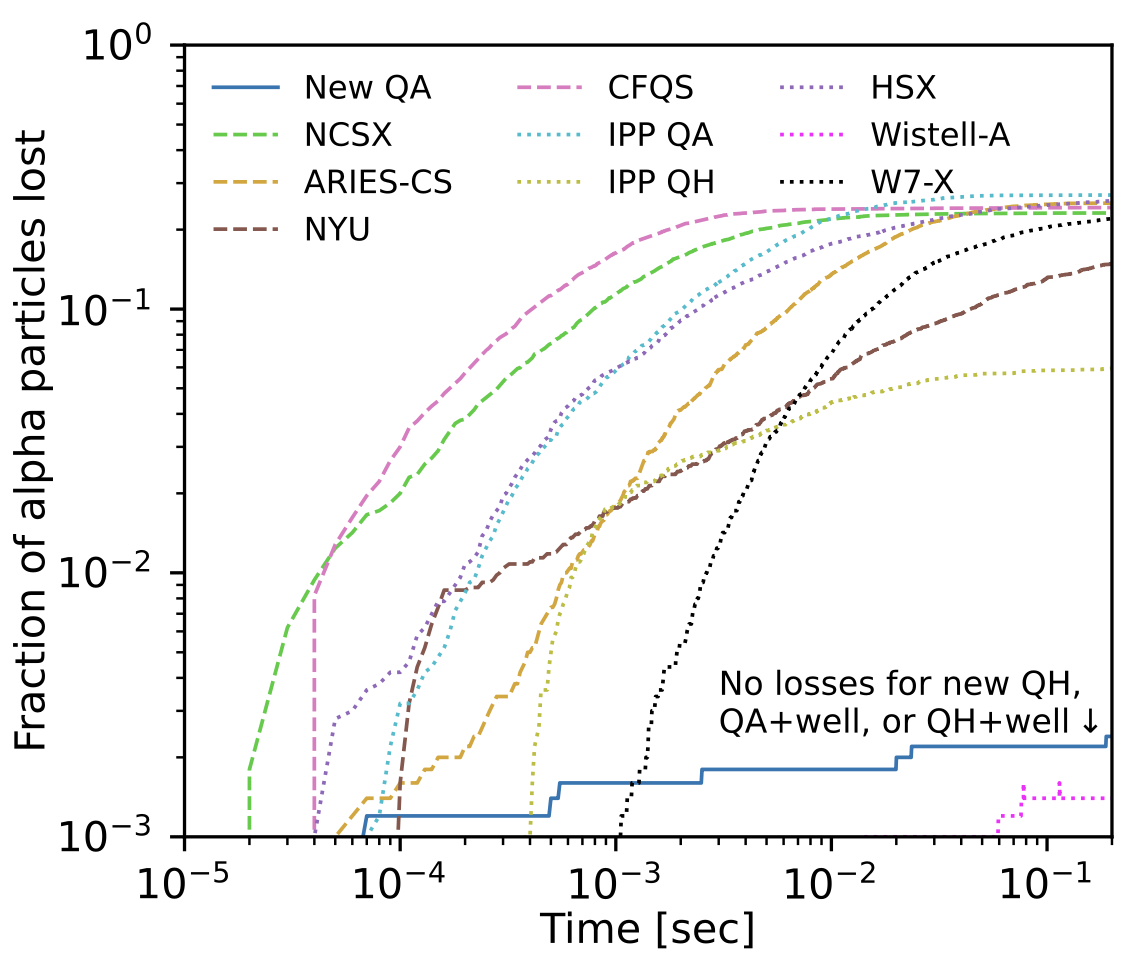 10⁰
10⁻¹
10⁻²
10⁻³
Fraction of alpha particles lost
New QA
NCSX
ARIES-CS
NYU
CFQS
IPP QA
IPP QH
HSX
Wistell-A
W7-X
No losses for new QH,
QA+well, or QH+well ↓
10⁻⁵ 10⁻⁴ 10⁻³ 10⁻² 10⁻¹
Time [sec]